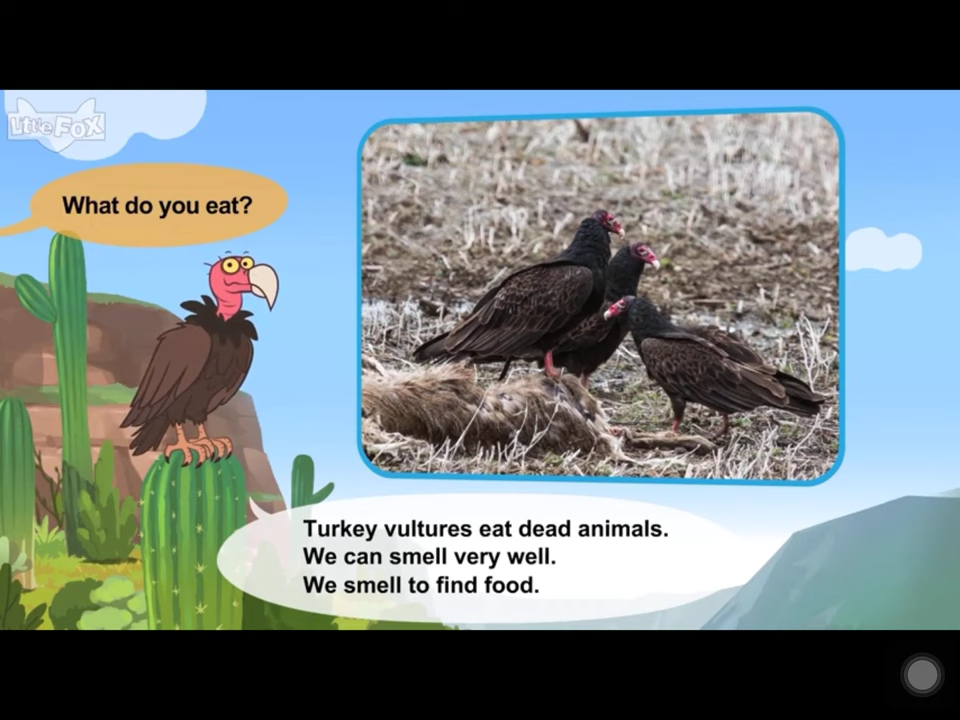 Little Fox
What do you eat?
Turkey vultures eat dead animals.
We can smell very well.
We smell to find food.